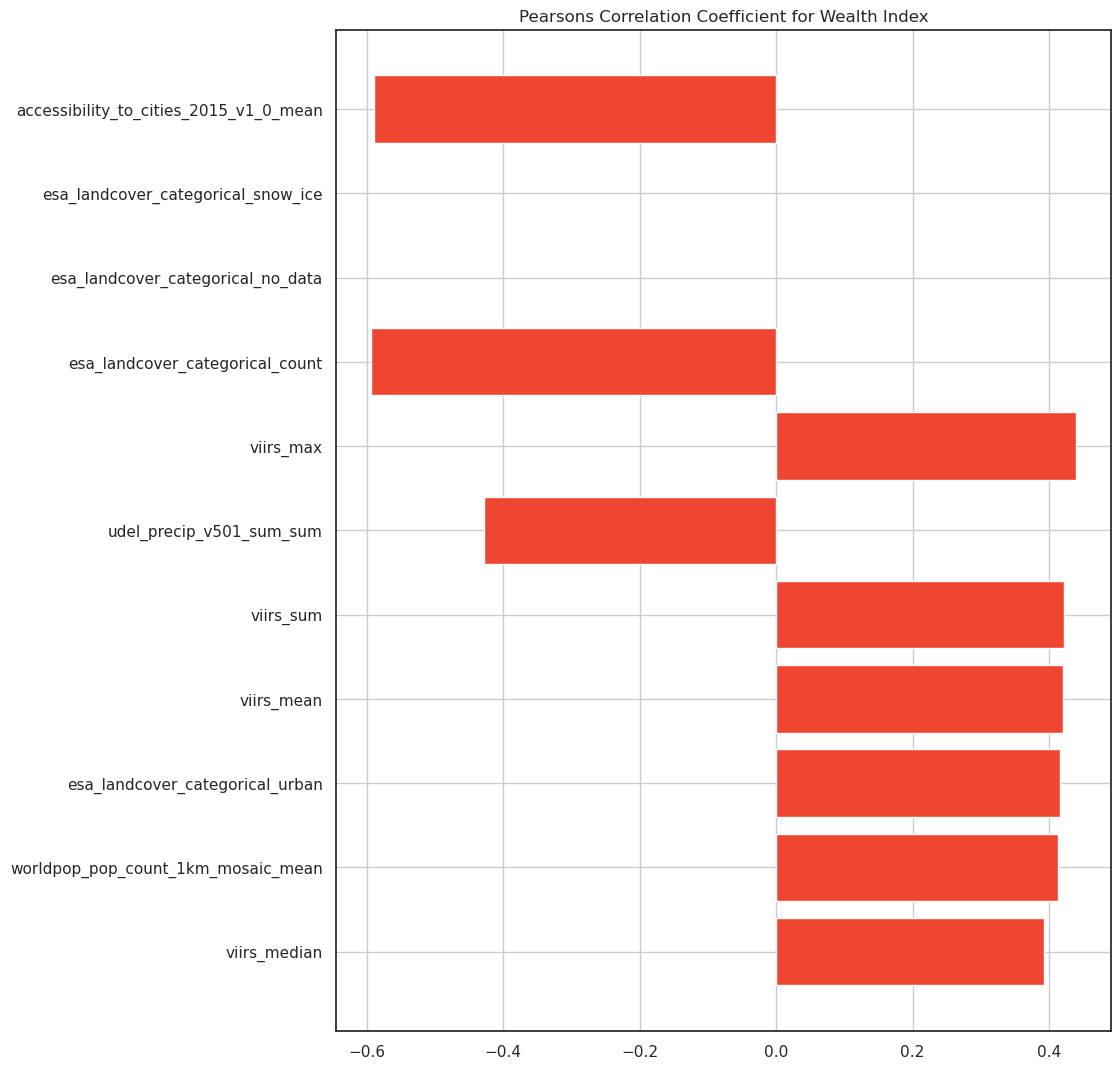 Pearsons Correlation Coefficient for Wealth Index
accessibility_to_cities_2015_v1_0_mean
esa_landcover_categorical_snow_ice
esa_landcover_categorical_no_data
esa_landcover_categorical_count
viirs_max
udel_precip_v501_sum_sum
viirs_sum
viirs_mean
esa_landcover_categorical_urban
worldpop_pop_count_1km_mosaic_mean
viirs_median
−0.6 −0.4 −0.2 0.0 0.2 0.4